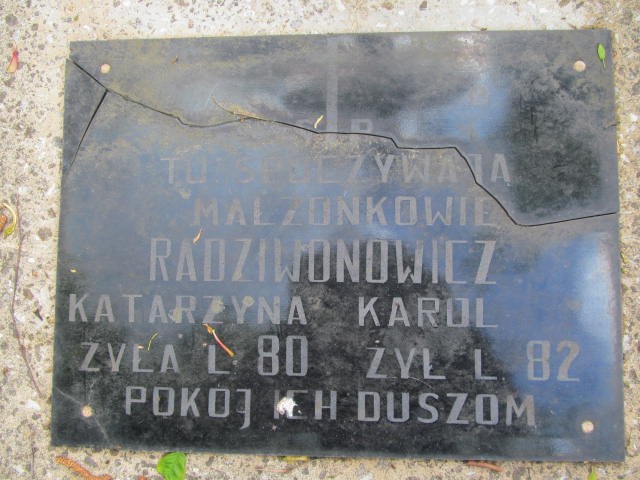 Ś P
TU SPOCZYWAJĄ
MAŁŻONKOWIE
RADZIWONOWICZ
KATARZYNA KAROL
ŻYŁA L. 80 ŻYŁ L. 82
POKÓJ ICH DUSZOM